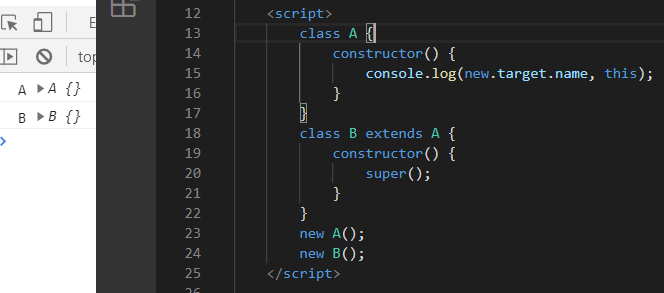 top
A ▶A {}
B ▶B {}
>
12 <script>
13 class A {
14 constructor() {
15 console.log(new.target.name, this);
16 }
17 }
18 class B extends A {
19 constructor() {
20 super();
21 }
22 }
23 new A();
24 new B();
25 </script>